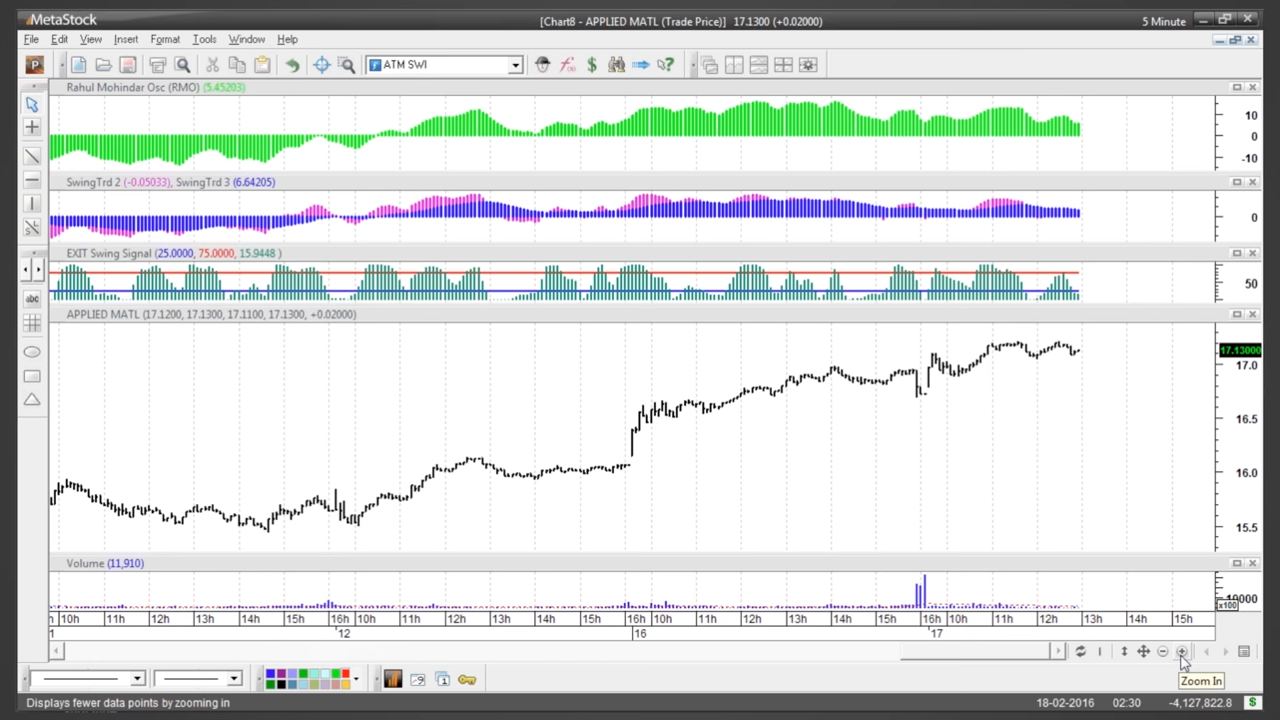 MetaStock [Chart8 - APPLIED MATL (Trade Price)] 17.1300 (+0.02000) 5 Minute
File Edit View Insert Format Tools Window Help
P ATM SWI
Rahul Mohindar Osc (RMO) (5.45203)
10
0
-10
SwingTrd 2 (-0.05033), SwingTrd 3 (6.64205)
0
EXIT Swing Signal (25.0000, 75.0000, 15.9448 )
50
abc
APPLIED MATL (17.1200, 17.1300, 17.1100, 17.1300, +0.02000)
17.13000
17.0
16.5
16.0
15.5
Volume (11,910)
10000
x100
10h 11h 12h 13h 14h 15h 16h 10h 11h 12h 13h 14h 15h 16h 10h 11h 12h 13h 14h 15h 16h 10h 11h 12h 13h 14h 15h
1 '12 '16 '17
Zoom In
Displays fewer data points by zooming in 18-02-2016 02:30 -4,127,822.8 $